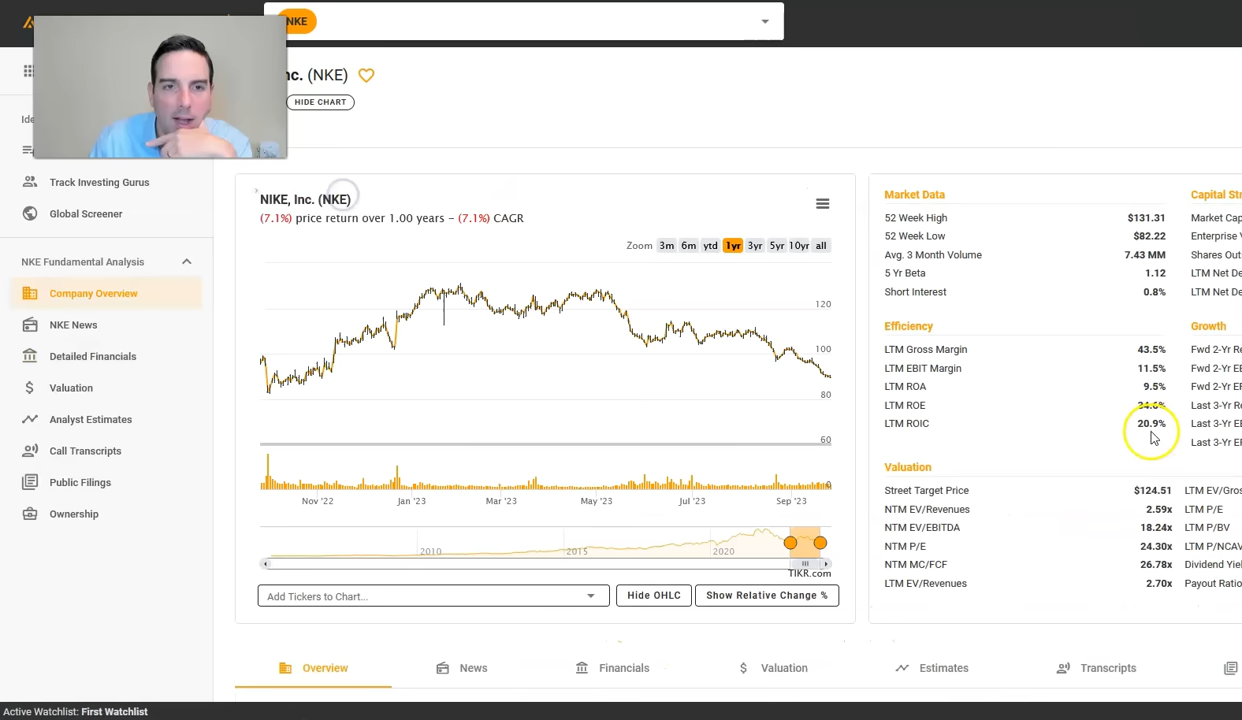 NKE
nc. (NKE)
HIDE CHART
Ide
Track Investing Gurus
Global Screener
NKE Fundamental Analysis
Company Overview
NKE News
Detailed Financials
Valuation
Analyst Estimates
Call Transcripts
Public Filings
Ownership
NIKE, Inc. (NKE)
(7.1%) price return over 1.00 years – (7.1%) CAGR
Zoom 3m 6m ytd 1yr 3yr 5yr 10yr all
120
100
80
60
0
Nov '22 Jan '23 Mar '23 May '23 Jul '23 Sep '23
2010 2015 2020
TIKR.com
Add Tickers to Chart...
Hide OHLC
Show Relative Change %
Market Data
52 Week High $131.31
52 Week Low $82.22
Avg. 3 Month Volume 7.43 MM
5 Yr Beta 1.12
Short Interest 0.8%
Efficiency
LTM Gross Margin 43.5%
LTM EBIT Margin 11.5%
LTM ROA 9.5%
LTM ROE
LTM ROIC 20.9%
Valuation
Street Target Price $124.51
NTM EV/Revenues 2.59x
NTM EV/EBITDA 18.24x
NTM P/E 24.30x
NTM MC/FCF 26.78x
LTM EV/Revenues 2.70x
Capital St
Market Cap
Enterprise V
Shares Out
LTM Net De
LTM Net De
Growth
Fwd 2-Yr Re
Fwd 2-Yr EB
Fwd 2-Yr EP
Last 3-Yr Re
Last 3-Yr EB
Last 3-Yr EP
LTM EV/Gros
LTM P/E
LTM P/BV
LTM P/NCAV
Dividend Yiel
Payout Ratio
Overview News Financials Valuation Estimates Transcripts
Active Watchlist: First Watchlist